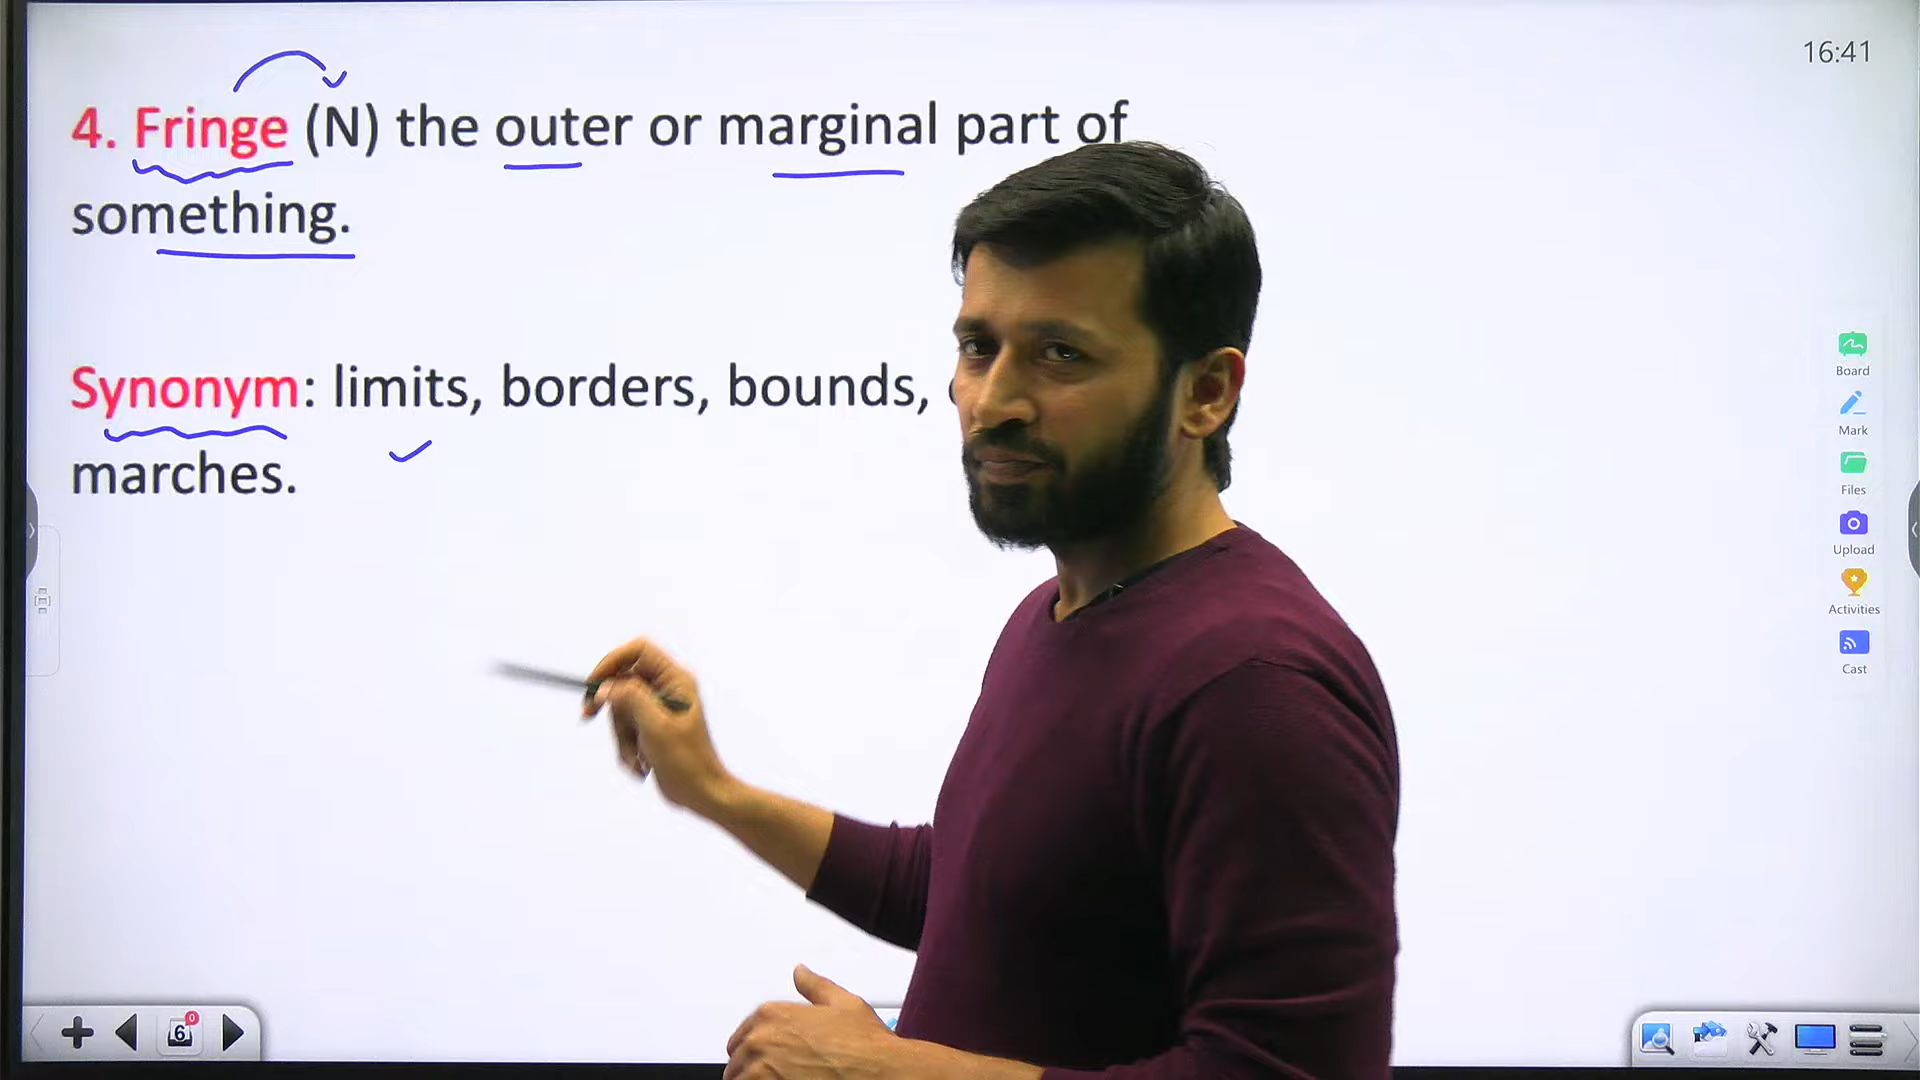 16:41
4. Fringe (N) the outer or marginal part of
something.
Synonym: limits, borders, bounds,
marches.
Board
Mark
Files
Upload
Activities
Cast
6
0